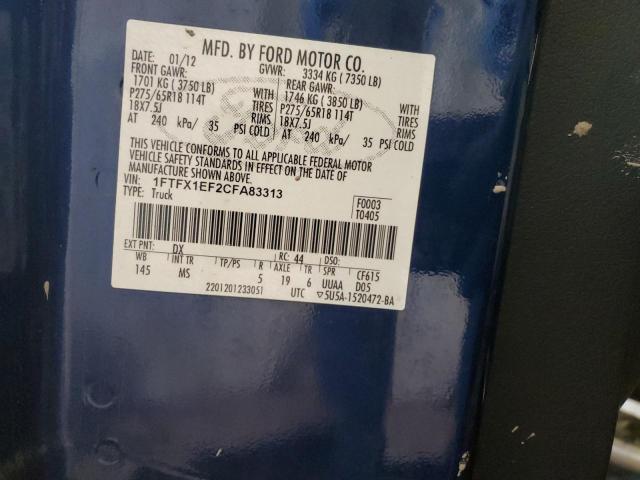 MFD. BY FORD MOTOR CO.
DATE: 01/12 GVWR: 3334 KG (7350 LB)
FRONT GAWR: REAR GAWR:
1701 KG (3750 LB) WITH 1746 KG (3850 LB) WITH
P275/65R18 114T TIRES P275/65R18 114T TIRES
18X7.5J RIMS 18X7.5J RIMS
AT 240 kPa/ 35 PSI COLD AT 240 kPa/ 35 PSI COLD
THIS VEHICLE CONFORMS TO ALL APPLICABLE FEDERAL MOTOR
VEHICLE SAFETY STANDARDS IN EFFECT ON THE DATE OF
MANUFACTURE SHOWN ABOVE
VIN: 1FTFX1EF2CFA83313
TYPE: Truck
F0003
T0405
EXT PNT: DX RC: 44 DSO:
WB INT TR TP/PS R AXLE TR SPR CF615
145 MS 5 19 6 UUAA D05
2201201233051 UTC ▽5U5A-1520472-BA
Ford